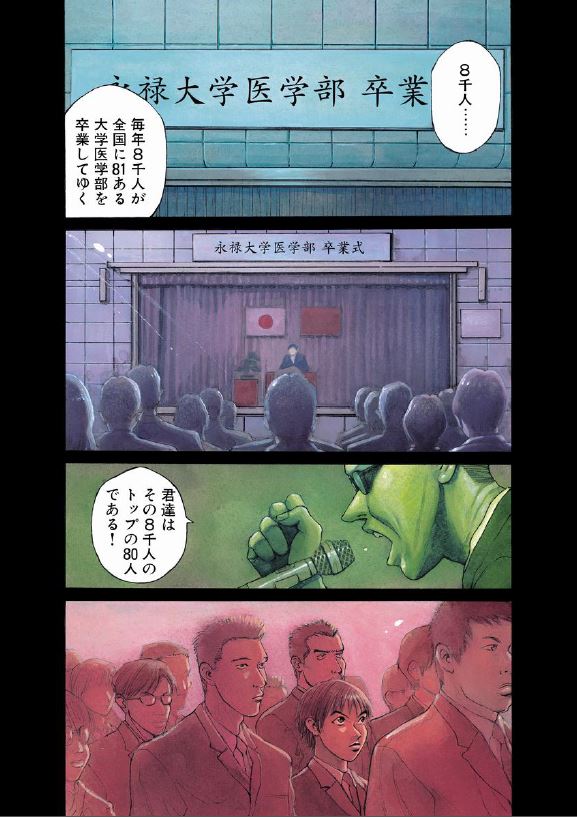 永禄大学医学部 卒業
８千人……
毎年８千人が
全国に81ある
大学医学部を
卒業してゆく
永禄大学医学部 卒業式
君達は
その８千人の
トップの80人
である！